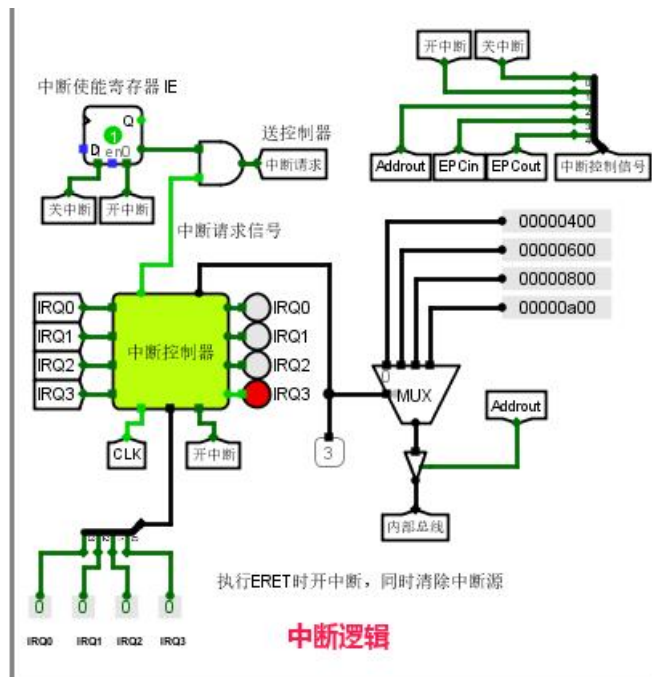 开中断 关中断
中断使能寄存器 IE
Q
1
D en 0
送控制器
中断请求
Addrout EPCin EPCout 中断控制信号
关中断 开中断
中断请求信号
00000400
00000600
00000800
00000a00
IRQ0 IRQ0
IRQ1 IRQ1
IRQ2 IRQ2
IRQ3 IRQ3
中断控制器
0
MUX
Addrout
CLK 开中断
3
内部总线
执行ERET时开中断，同时清除中断源
0 0 0 0
IRQ0 IRQ1 IRQ2 IRQ3
中断逻辑